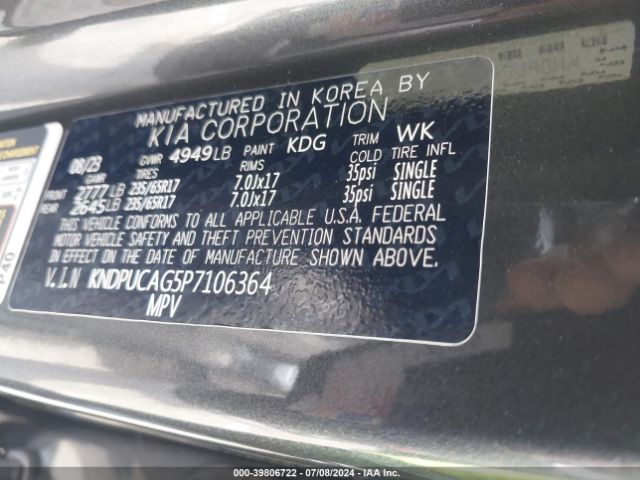 MANUFACTURED IN KOREA BY
KIA CORPORATION
08/23 GVWR 4949LB PAINT KDG TRIM WK
GAWR TIRES RIMS COLD TIRE INFL
FRONT 2777LB 235/65R17 7.0Jx17 35psi SINGLE
REAR 2645LB 235/65R17 7.0Jx17 35psi SINGLE
THIS VEHICLE CONFORMS TO ALL APPLICABLE U.S.A. FEDERAL
MOTOR VEHICLE SAFETY AND THEFT PREVENTION STANDARDS
IN EFFECT ON THE DATE OF MANUFACTURE SHOWN ABOVE.
V.I.N KNDPUCAG5P7106364
MPV
P40
000-39806722 - 07/08/2024 - IAA Inc.